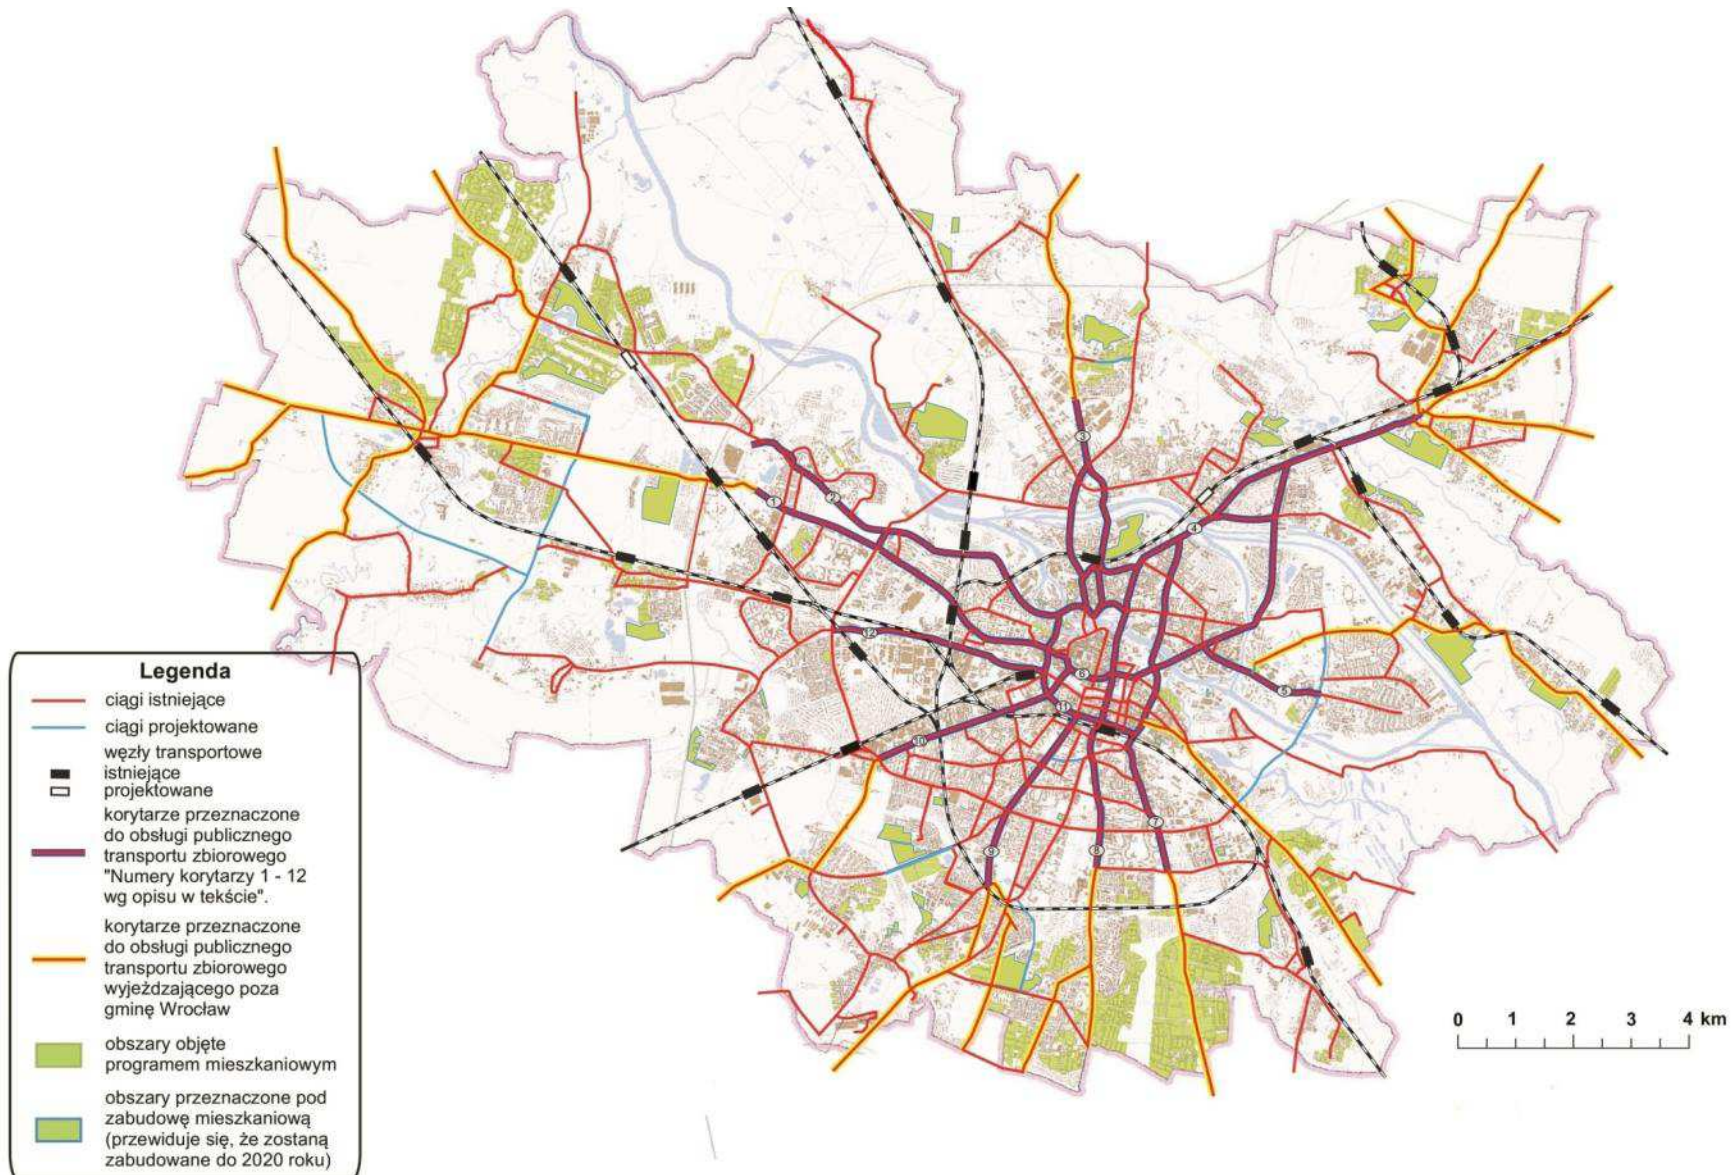 3
2
1
4
12
6
5
11
10
7
9
8
Legenda
ciągi istniejące
ciągi projektowane
węzły transportowe
istniejące
projektowane
korytarze przeznaczone
do obsługi publicznego
transportu zbiorowego
"Numery korytarzy 1 - 12
wg opisu w tekście".
korytarze przeznaczone
do obsługi publicznego
transportu zbiorowego
wyjeżdzającego poza
gminę Wrocław
obszary objęte
programem mieszkaniowym
obszary przeznaczone pod
zabudowę mieszkaniową
(przewiduje się, że zostaną
zabudowane do 2020 roku)
0 1 2 3 4 km